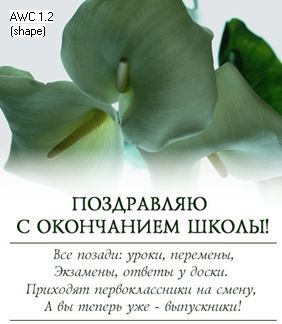 AWC 1.2
(shape)
ПОЗДРАВЛЯЮ
С ОКОНЧАНИЕМ ШКОЛЫ!
Все позади: уроки, перемены,
Экзамены, ответы у доски.
Приходят первоклассники на смену,
А вы теперь уже - выпускники!